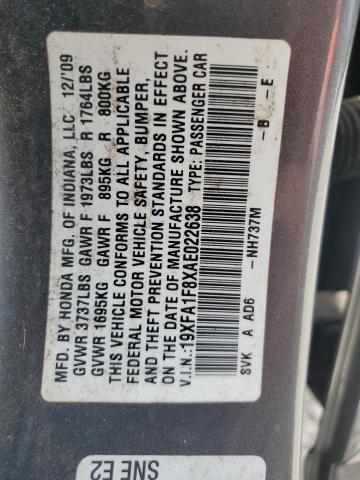 MFD. BY HONDA MFG. OF INDIANA, LLC 12/'09
GVWR 3737LBS GAWR F 1973LBS R 1764LBS
GVWR 1695KG GAWR F 895KG R 800KG
THIS VEHICLE CONFORMS TO ALL APPLICABLE
FEDERAL MOTOR VEHICLE SAFETY, BUMPER,
AND THEFT PREVENTION STANDARDS IN EFFECT
ON THE DATE OF MANUFACTURE SHOWN ABOVE.
V.I.N.:19XFA1F8XAE022638 TYPE: PASSENGER CAR
SVK A AD6 -NH737M -B -E
SNE E2